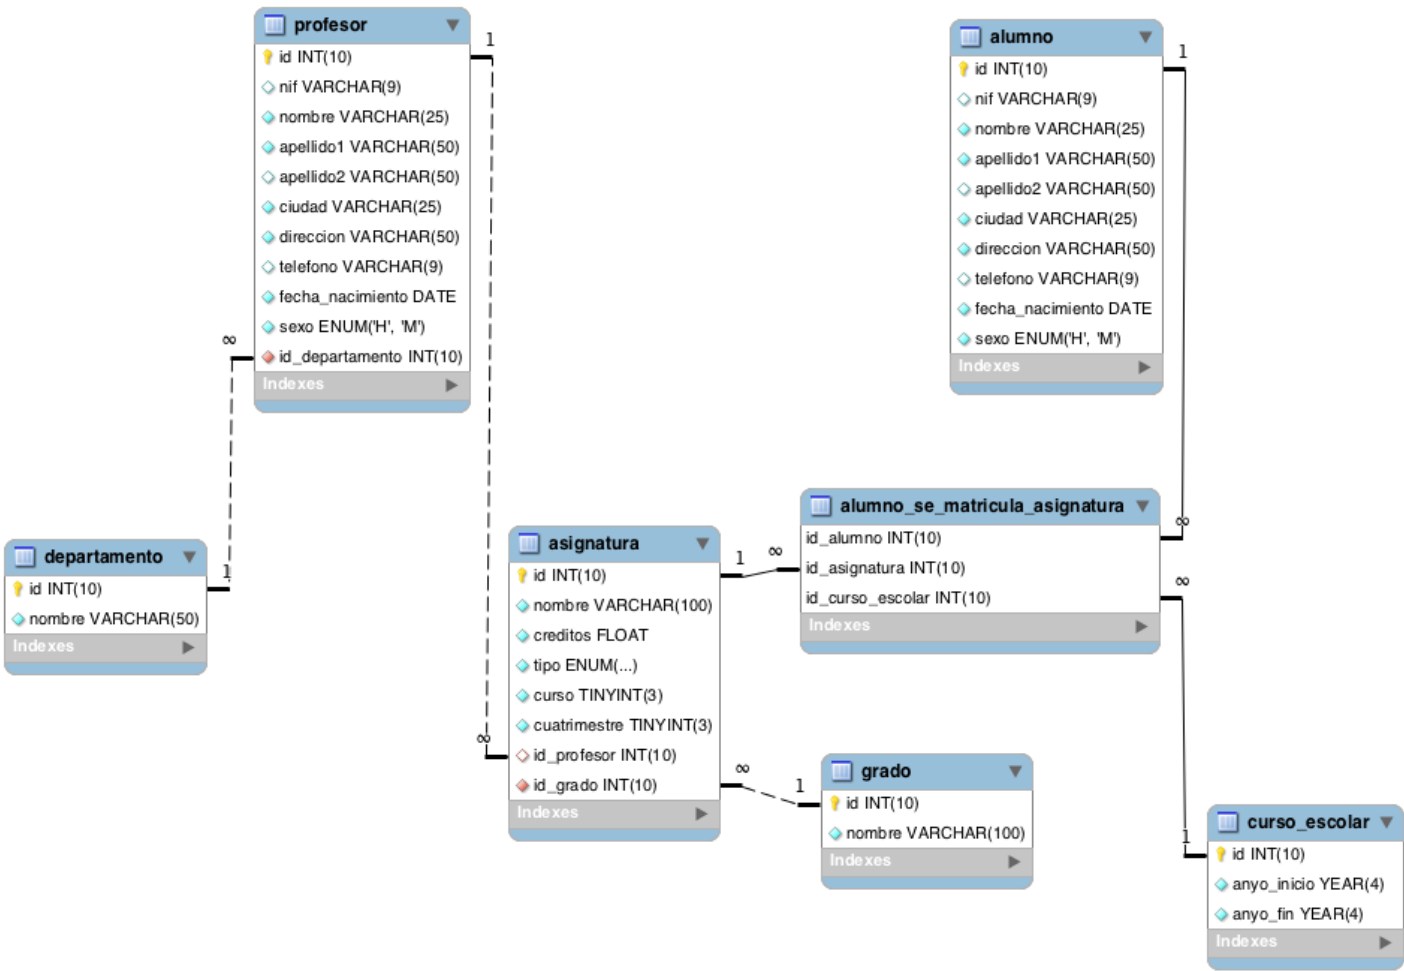 profesor
id INT(10)
nif VARCHAR(9)
nombre VARCHAR(25)
apellido1 VARCHAR(50)
apellido2 VARCHAR(50)
ciudad VARCHAR(25)
direccion VARCHAR(50)
telefono VARCHAR(9)
fecha_nacimiento DATE
sexo ENUM('H', 'M')
id_departamento INT(10)
Indexes
1
∞
alumno
id INT(10)
nif VARCHAR(9)
nombre VARCHAR(25)
apellido1 VARCHAR(50)
apellido2 VARCHAR(50)
ciudad VARCHAR(25)
direccion VARCHAR(50)
telefono VARCHAR(9)
fecha_nacimiento DATE
sexo ENUM('H', 'M')
Indexes
1
departamento
id INT(10)
nombre VARCHAR(50)
Indexes
1
asignatura
id INT(10)
nombre VARCHAR(100)
creditos FLOAT
tipo ENUM(...)
curso TINYINT(3)
cuatrimestre TINYINT(3)
id_profesor INT(10)
id_grado INT(10)
Indexes
1
∞
∞
∞
alumno_se_matricula_asignatura
id_alumno INT(10)
id_asignatura INT(10)
id_curso_escolar INT(10)
Indexes
∞
∞
grado
id INT(10)
nombre VARCHAR(100)
Indexes
1
curso_escolar
id INT(10)
anyo_inicio YEAR(4)
anyo_fin YEAR(4)
Indexes
1